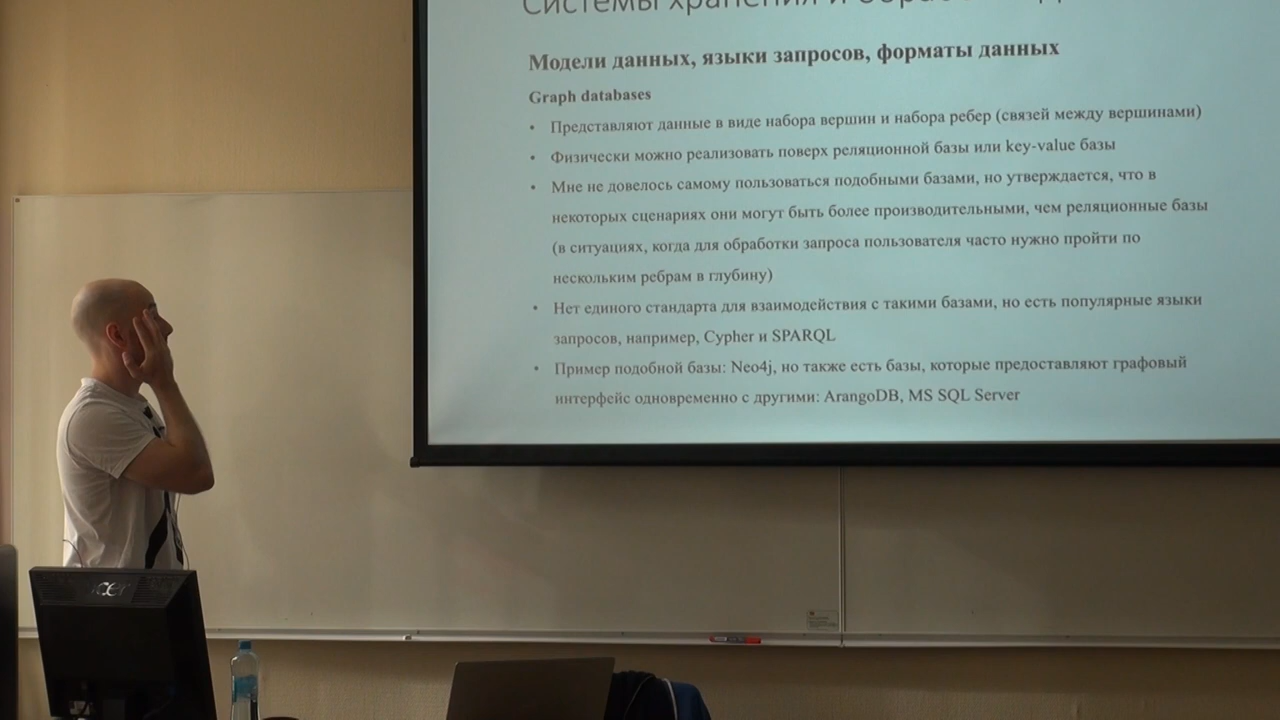 Системы хранения и
Модели данных, языки запросов, форматы данных
Graph databases
• Представляют данные в виде набора вершин и набора ребер (связей между вершинами)
• Физически можно реализовать поверх реляционной базы или key-value базы
• Мне не довелось самому пользоваться подобными базами, но утверждается, что в
некоторых сценариях они могут быть более производительными, чем реляционные базы
(в ситуациях, когда для обработки запроса пользователя часто нужно пройти по
нескольким ребрам в глубину)
• Нет единого стандарта для взаимодействия с такими базами, но есть популярные языки
запросов, например, Cypher и SPARQL
• Пример подобной базы: Neo4j, но также есть базы, которые предоставляют графовый
интерфейс одновременно с другими: ArangoDB, MS SQL Server
acer